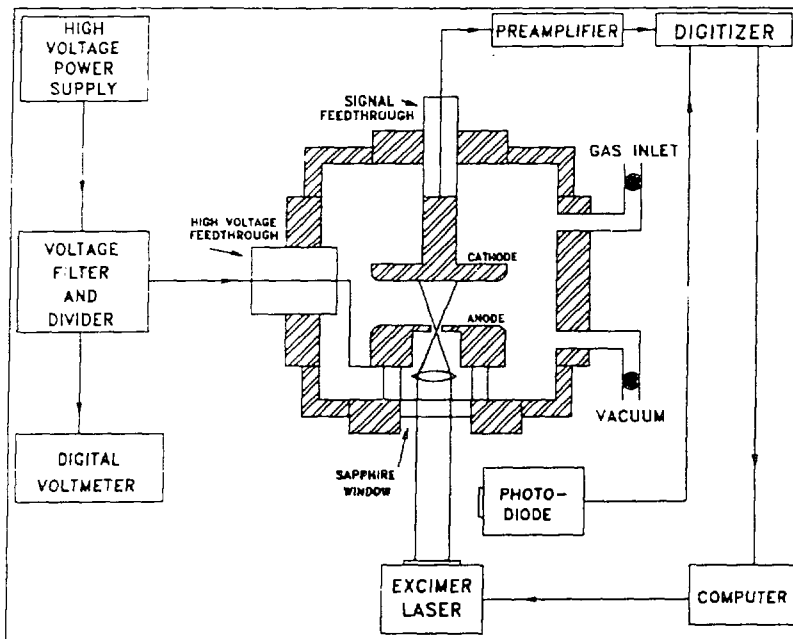 HIGH
VOLTAGE
POWER
SUPPLY
PREAMPLIFIER
DIGITIZER
SIGNAL
FEEDTHROUGH
GAS INLET
HIGH VOLTAGE
FEEDTHROUGH
VOLTAGE
FILTER
AND
DIVIDER
CATHODE
ANODE
VACUUM
DIGITAL
VOLTMETER
SAPPHIRE
WINDOW
PHOTO-
DIODE
EXCIMER
LASER
COMPUTER